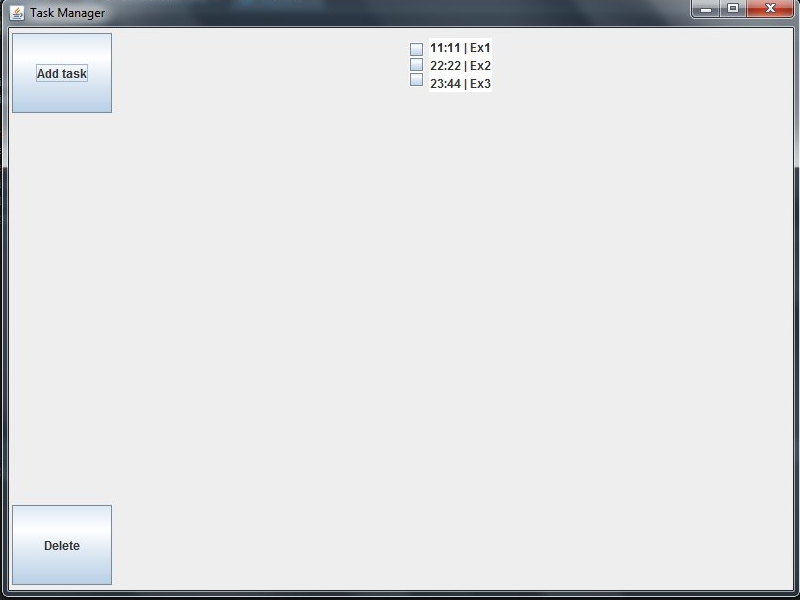 Task Manager
Add task
11:11 | Ex1
22:22 | Ex2
23:44 | Ex3
Delete